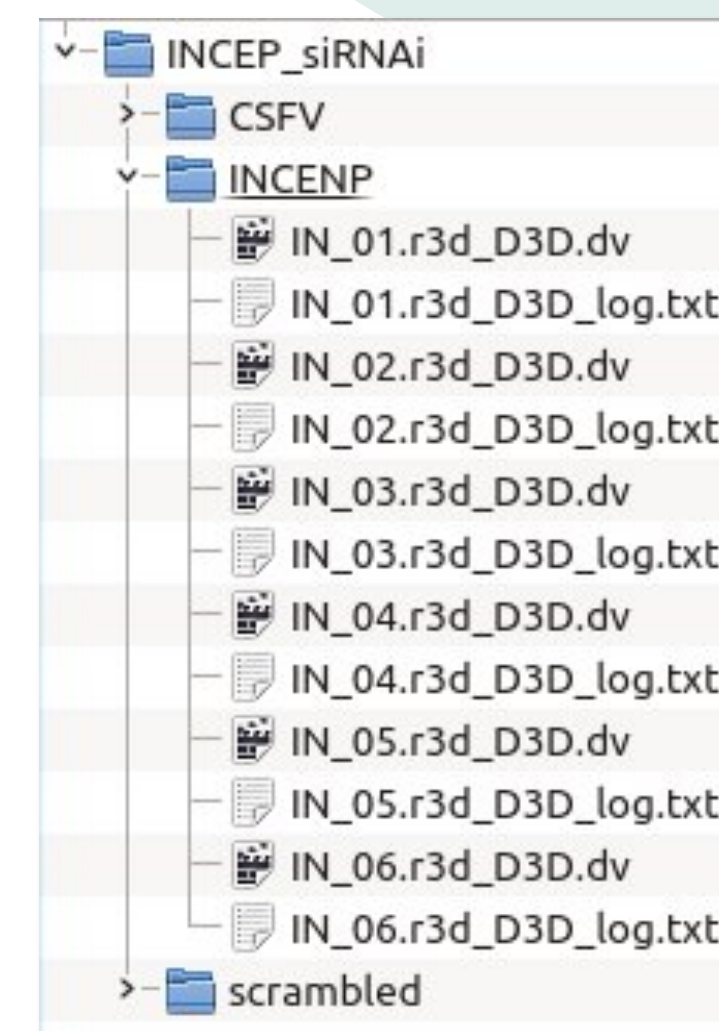 INCEP_siRNAi
CSFV
INCENP
IN_01.r3d_D3D.dv
IN_01.r3d_D3D_log.txt
IN_02.r3d_D3D.dv
IN_02.r3d_D3D_log.txt
IN_03.r3d_D3D.dv
IN_03.r3d_D3D_log.txt
IN_04.r3d_D3D.dv
IN_04.r3d_D3D_log.txt
IN_05.r3d_D3D.dv
IN_05.r3d_D3D_log.txt
IN_06.r3d_D3D.dv
IN_06.r3d_D3D_log.txt
scrambled